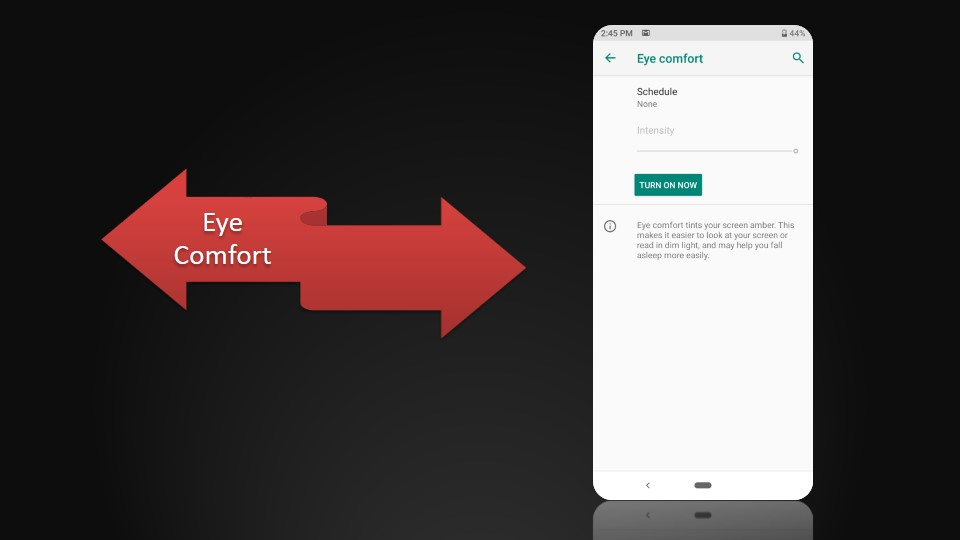 Eye
Comfort
2:45 PM 44%
Eye comfort
Schedule
None
Intensity
TURN ON NOW
Eye comfort tints your screen amber. This
makes it easier to look at your screen or
read in dim light, and may help you fall
asleep more easily.